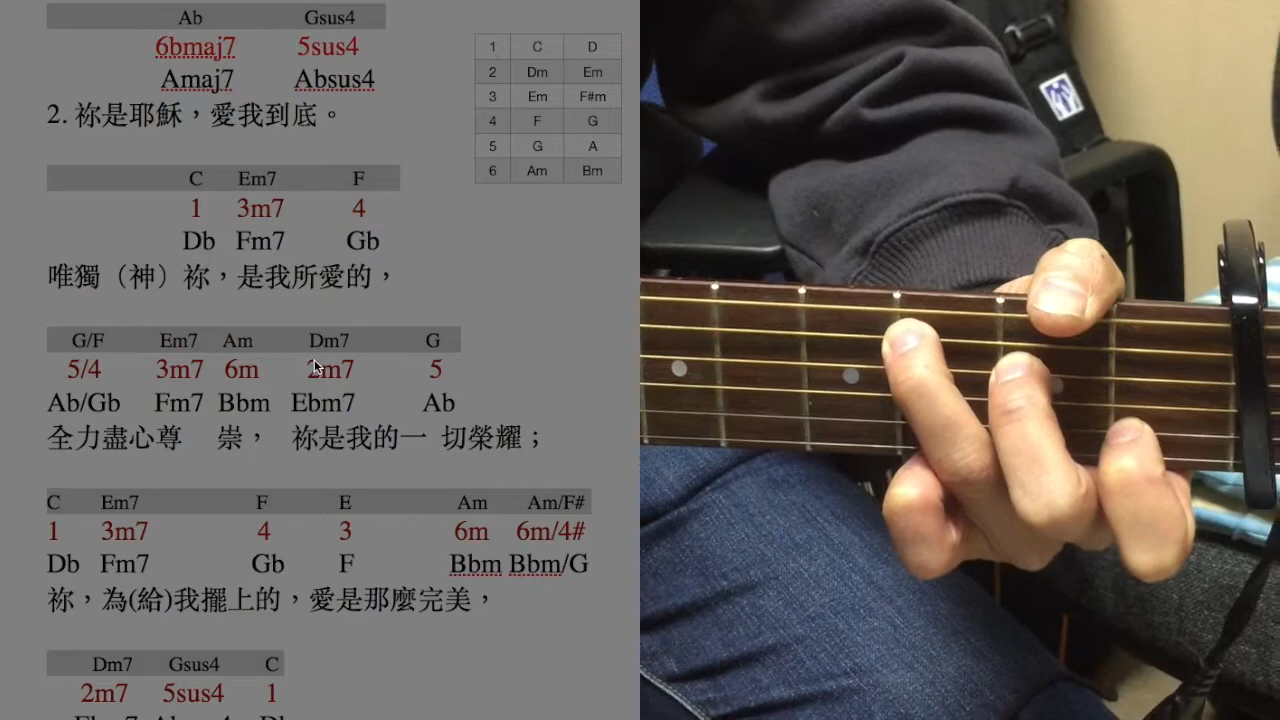 Ab Gsus4
6bmaj7 5sus4
Amaj7 Absus4
2. 祢是耶穌，愛我到底。
1 C D
2 Dm Em
3 Em F#m
4 F G
5 G A
6 Am Bm
C Em7 F
1 3m7 4
Db Fm7 Gb
唯獨（神）祢，是我所愛的，
G/F Em7 Am Dm7 G
5/4 3m7 6m 2m7 5
Ab/Gb Fm7 Bbm Ebm7 Ab
全力盡心尊 崇， 祢是我的一 切榮耀；
C Em7 F E Am Am/F#
1 3m7 4 3 6m 6m/4#
Db Fm7 Gb F Bbm Bbm/G
祢，為(給)我擺上的，愛是那麼完美，
Dm7 Gsus4 C
2m7 5sus4 1